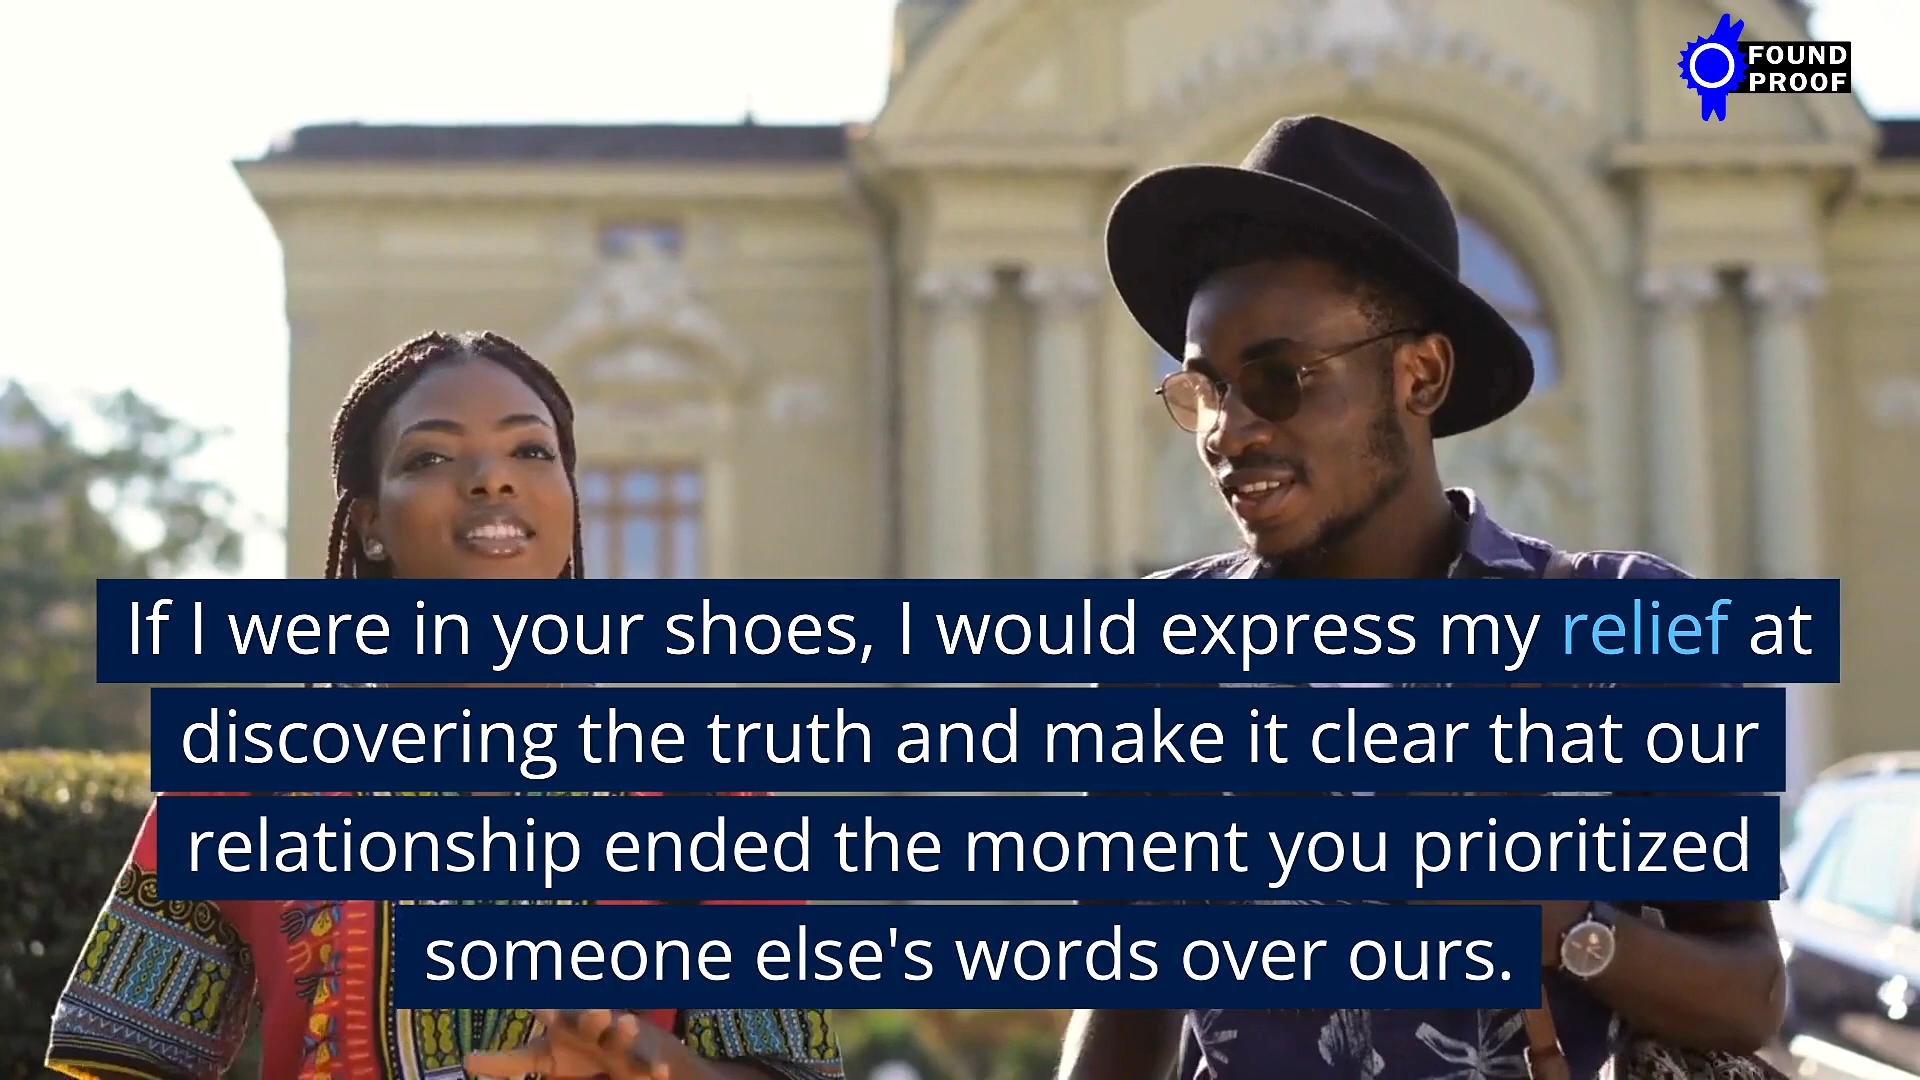 FOUND
PROOF
If I were in your shoes, I would express my relief at
discovering the truth and make it clear that our
relationship ended the moment you prioritized
someone else's words over ours.